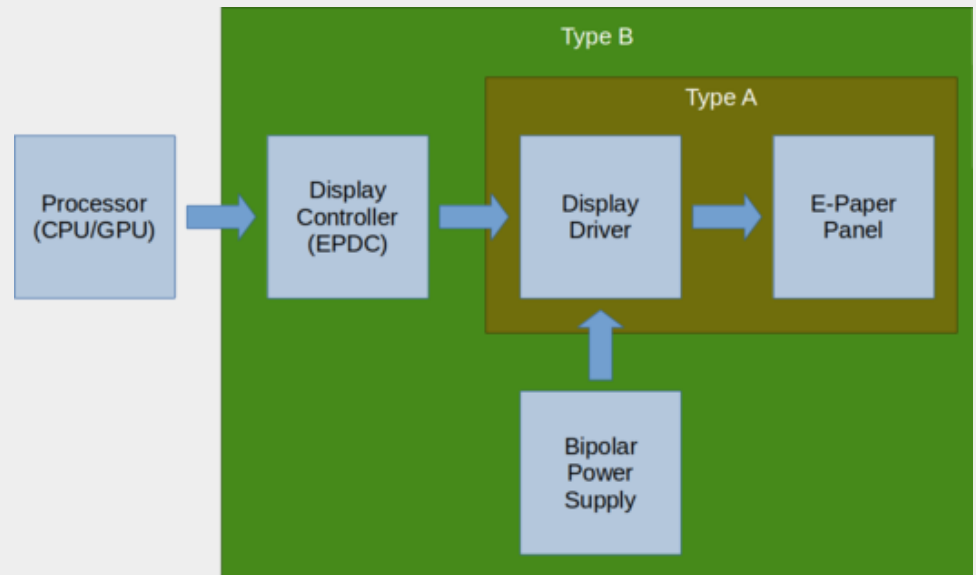 Type B
Type A
Processor
(CPU/GPU)
Display
Controller
(EPDC)
Display
Driver
E-Paper
Panel
Bipolar
Power
Supply